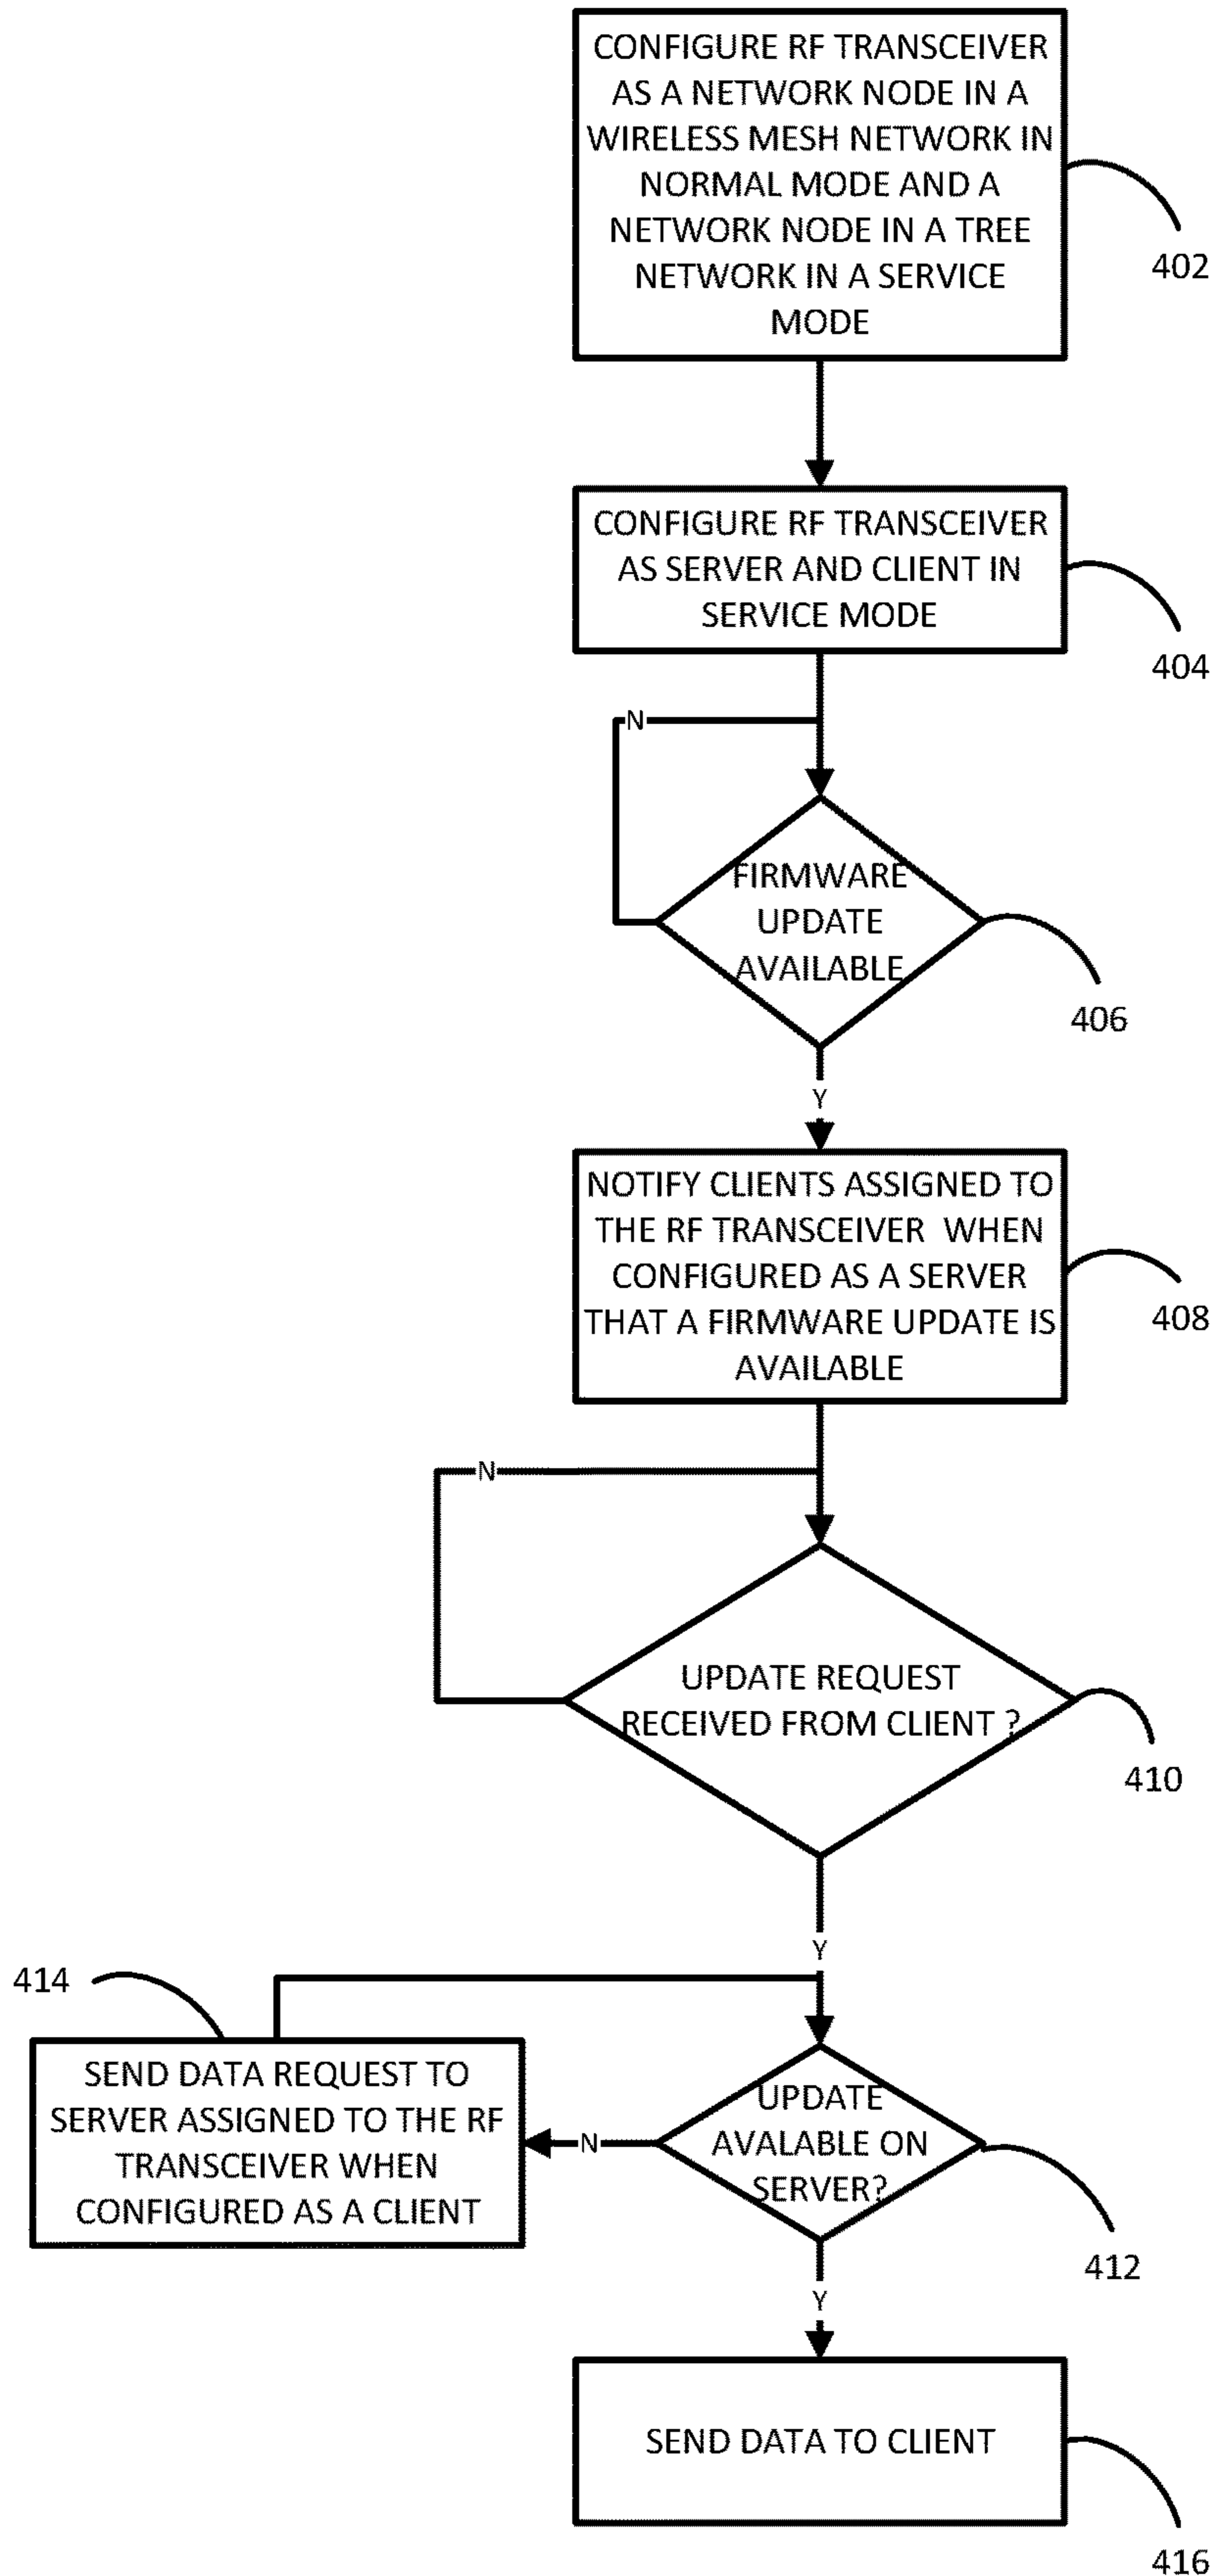 CONFIGURE RF TRANSCEIVER
AS A NETWORK NODE IN A
WIRELESS MESH NETWORK IN
NORMAL MODE AND A
NETWORK NODE IN A TREE
NETWORK IN A SERVICE
MODE
402
CONFIGURE RF TRANSCEIVER
AS SERVER AND CLIENT IN
SERVICE MODE
404
N
FIRMWARE
UPDATE
AVAILABLE
406
Y
NOTIFY CLIENTS ASSIGNED TO
THE RF TRANSCEIVER WHEN
CONFIGURED AS A SERVER
THAT A FIRMWARE UPDATE IS
AVAILABLE
408
N
UPDATE REQUEST
RECEIVED FROM CLIENT ?
410
Y
414
SEND DATA REQUEST TO
SERVER ASSIGNED TO THE RF
TRANSCEIVER WHEN
CONFIGURED AS A CLIENT
N
UPDATE
AVALABLE ON
SERVER?
412
Y
SEND DATA TO CLIENT
416